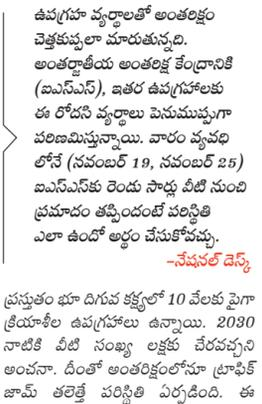 ఉపగ్రహ వ్యర్థాలతో అంతరిక్షం
చెత్తకుప్పలా మారుతున్నది.
అంతర్జాతీయ అంతరిక్ష కేంద్రానికి
(ఐఎస్ఎస్), ఇతర ఉపగ్రహాలకు
ఈ రోదసి వ్యర్థాలు పెనుముప్పుగా
పరిణమిస్తున్నాయి. వారం వ్యవధి
లోనే (నవంబర్ 19, నవంబర్ 25)
ఐఎస్ఎస్‌కు రెండు సార్లు వీటి నుంచి
ప్రమాదం తప్పిందంటే పరిస్థితి
ఎలా ఉందో అర్థం చేసుకోవచ్చు.
–నేషనల్ డెస్క్
ప్రస్తుతం భూ దిగువ కక్ష్యలో 10 వేలకు పైగా
క్రియాశీల ఉపగ్రహాలు ఉన్నాయి. 2030
నాటికి వీటి సంఖ్య లక్షకు చేరవచ్చని
అంచనా. దీంతో అంతరిక్షంలోనూ ట్రాఫిక్
జామ్ తలెత్తే పరిస్థితి ఏర్పడింది. ఈ